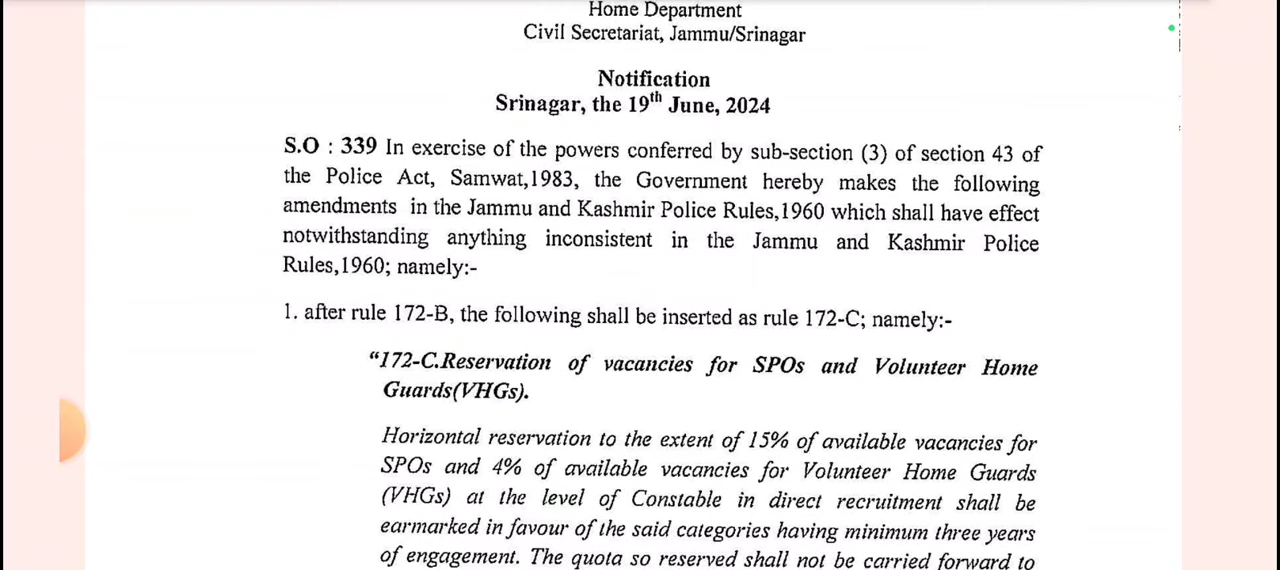 Home Department
Civil Secretariat, Jammu/Srinagar
Notification
Srinagar, the 19th June, 2024
S.O : 339 In exercise of the powers conferred by sub-section (3) of section 43 of
the Police Act, Samwat,1983, the Government hereby makes the following
amendments in the Jammu and Kashmir Police Rules,1960 which shall have effect
notwithstanding anything inconsistent in the Jammu and Kashmir Police
Rules,1960; namely:-
1. after rule 172-B, the following shall be inserted as rule 172-C; namely:-
“172-C.Reservation of vacancies for SPOs and Volunteer Home
Guards(VHGs).
Horizontal reservation to the extent of 15% of available vacancies for
SPOs and 4% of available vacancies for Volunteer Home Guards
(VHGs) at the level of Constable in direct recruitment shall be
earmarked in favour of the said categories having minimum three years
of engagement. The quota so reserved shall not be carried forward to